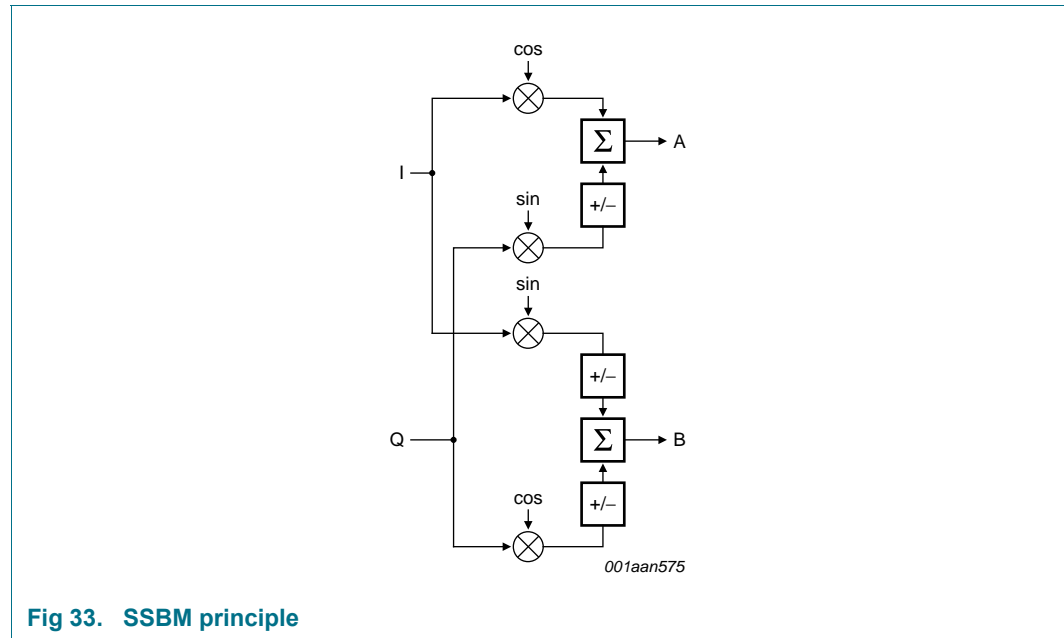 cos
Σ
A
I
+/−
sin
sin
+/−
Σ
B
Q
+/−
cos
001aan575
Fig 33. SSBM principle